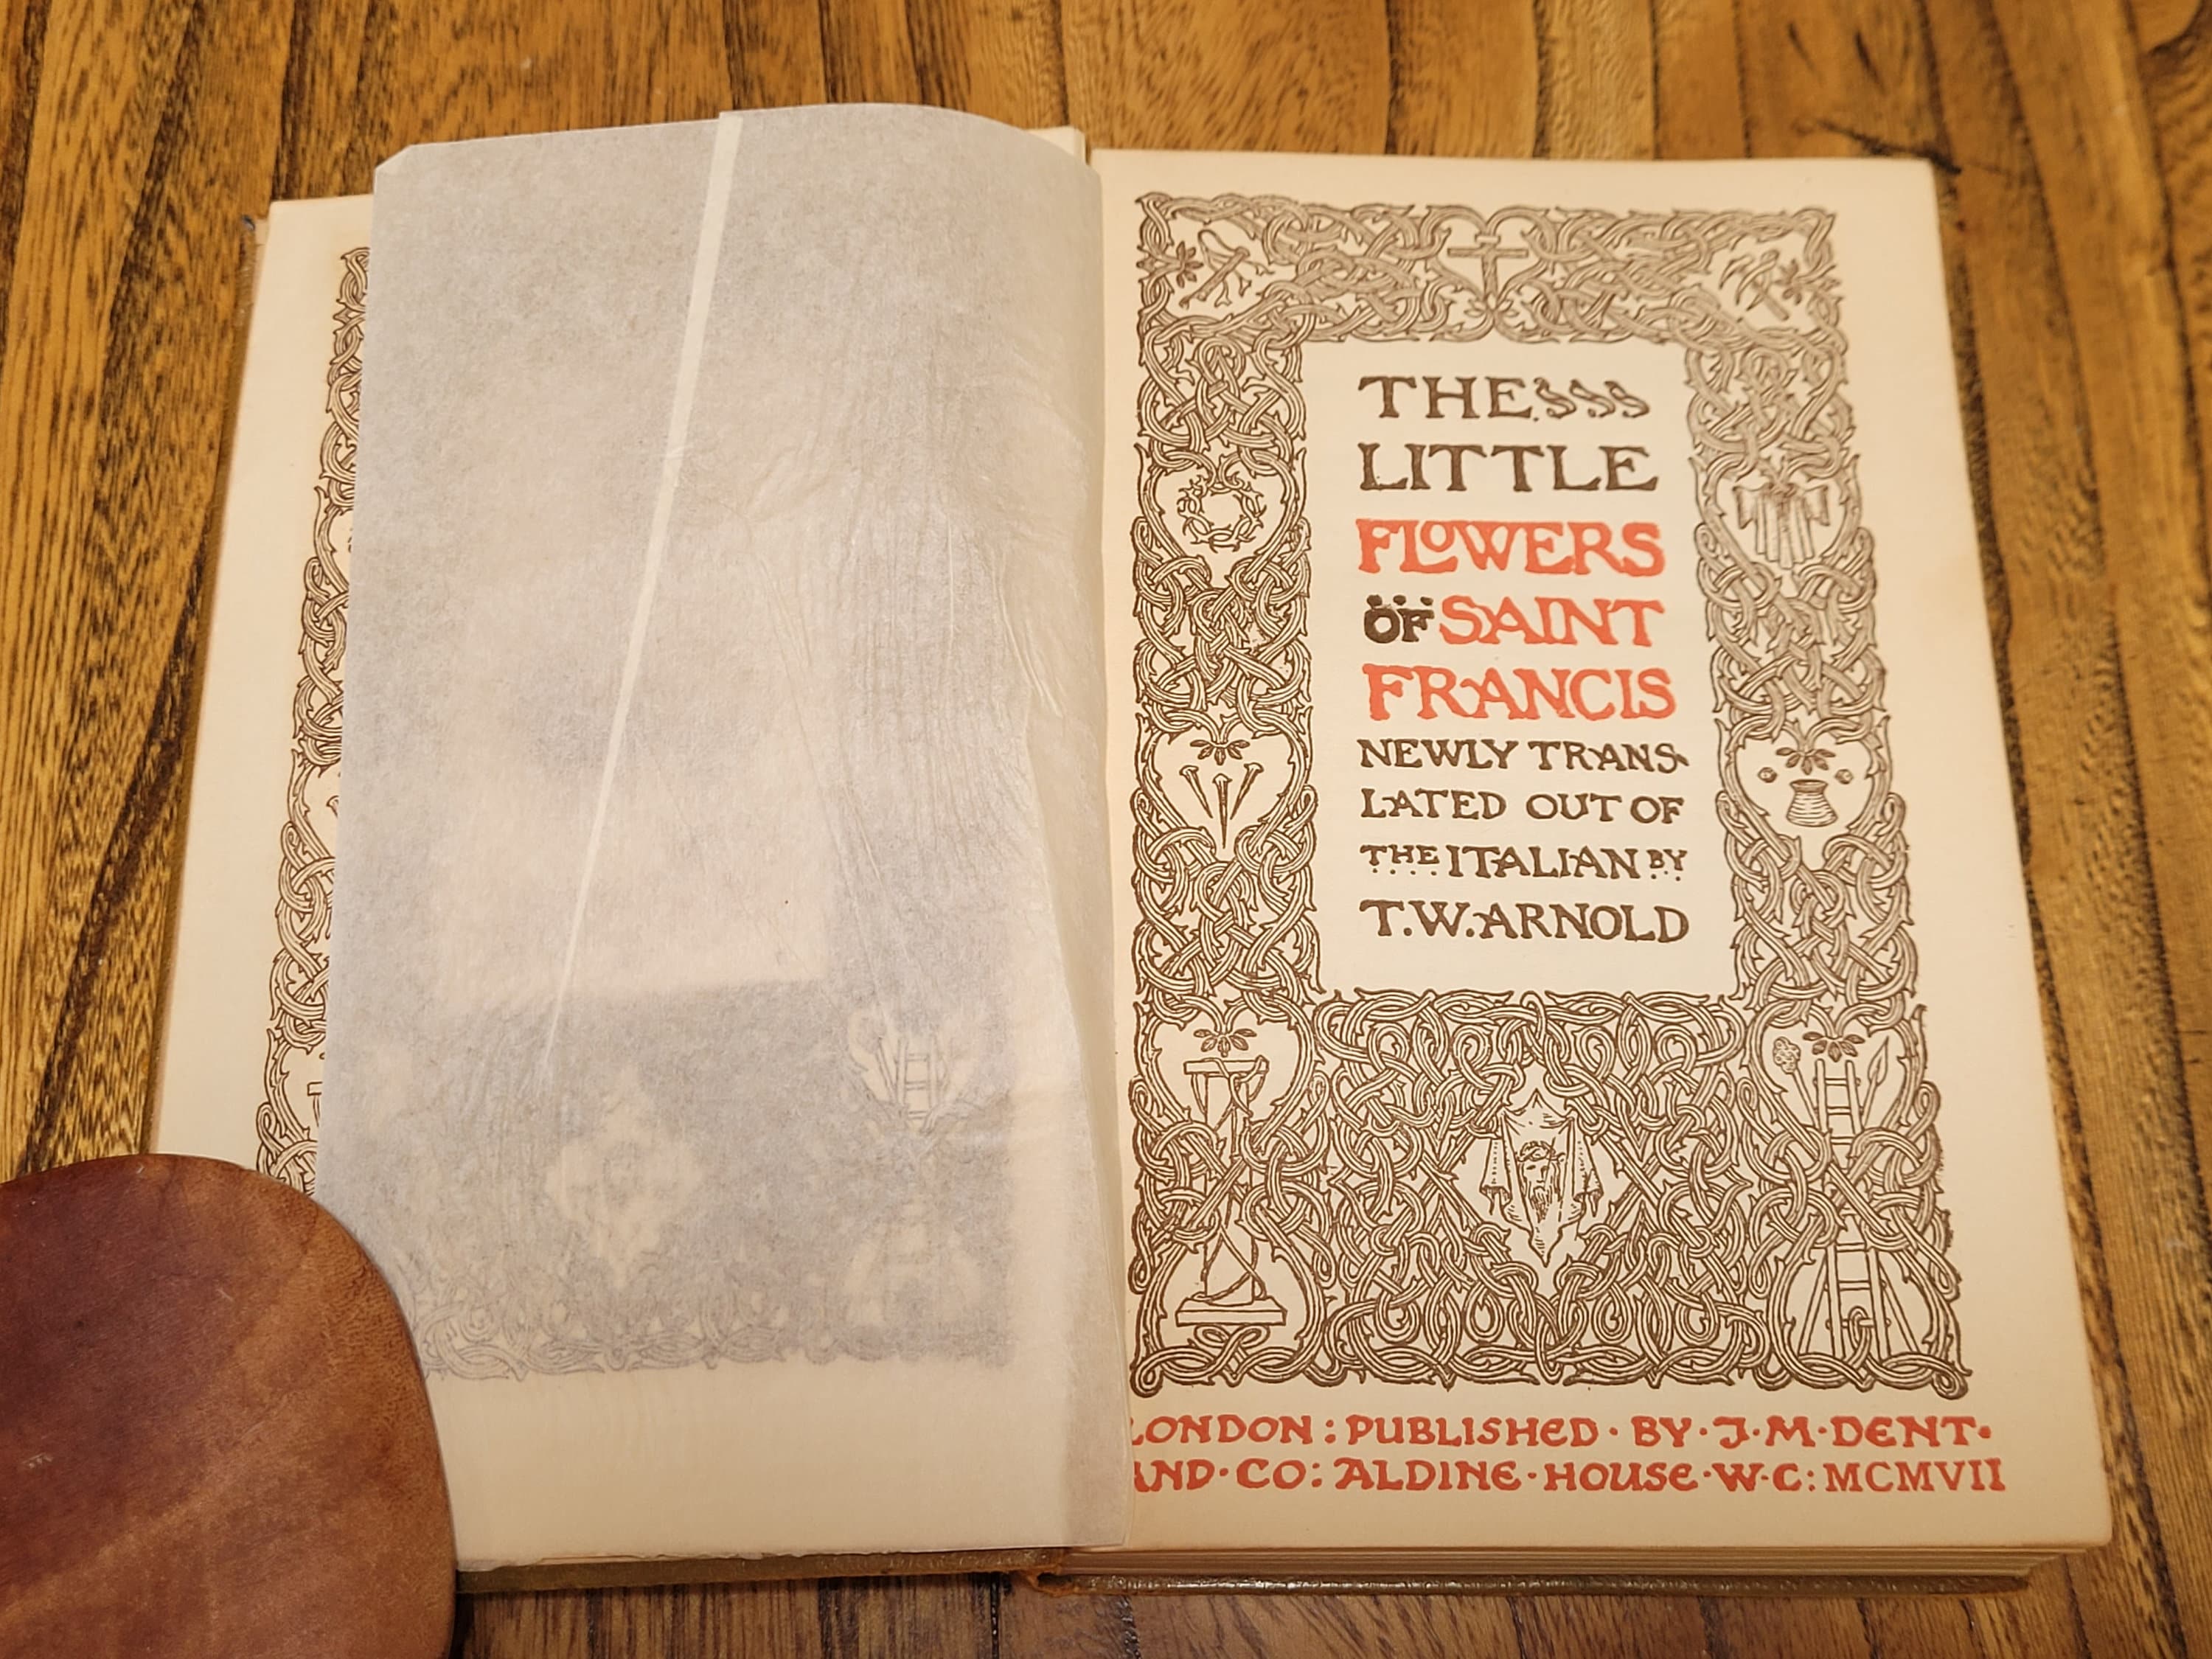 THE
LITTLE
FLOWERS
OF SAINT
FRANCIS
NEWLY TRANS-
LATED OUT OF
THE ITALIAN BY
T.W. ARNOLD
LONDON : PUBLISHED · BY · J · M · DENT ·
AND · CO : ALDINE · HOUSE · W · C : MCMVII